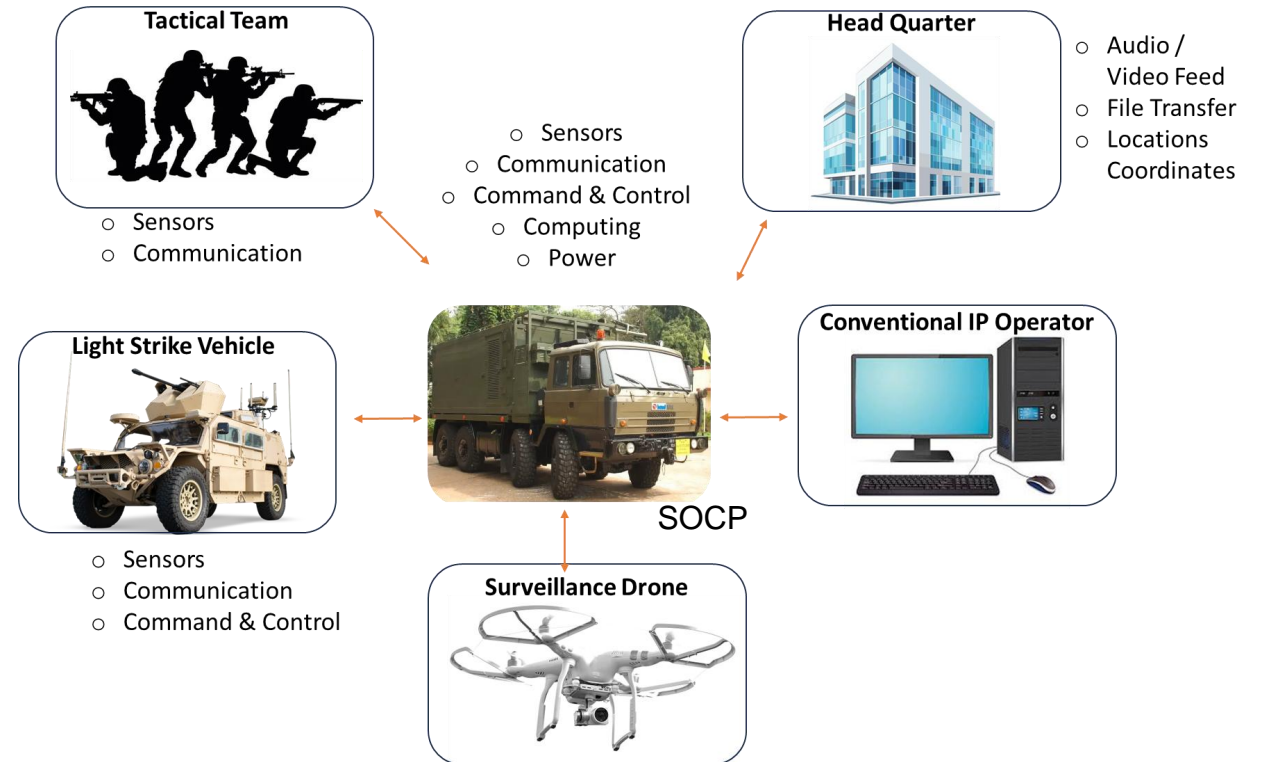 Tactical Team
○ Sensors
○ Communication
○ Sensors
○ Communication
○ Command & Control
○ Computing
○ Power
Head Quarter
○ Audio /
Video Feed
○ File Transfer
○ Locations
Coordinates
Light Strike Vehicle
○ Sensors
○ Communication
○ Command & Control
SOCP
Conventional IP Operator
Surveillance Drone